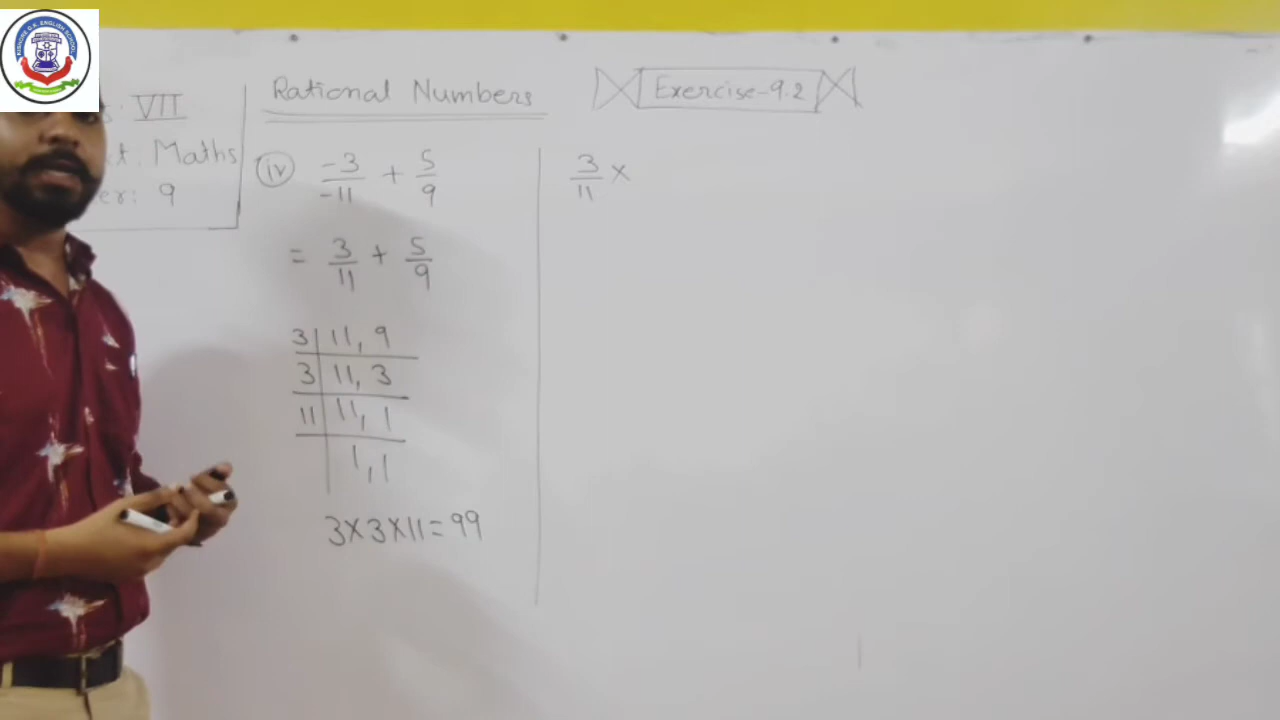 Rational Numbers
Exercise-9.2
VII
Maths
9
iv -3/-11 + 5/9
= 3/11 + 5/9
3 | 11, 9
3 | 11, 3
11 | 11, 1
1, 1
3×3×11=99
3/11 ×